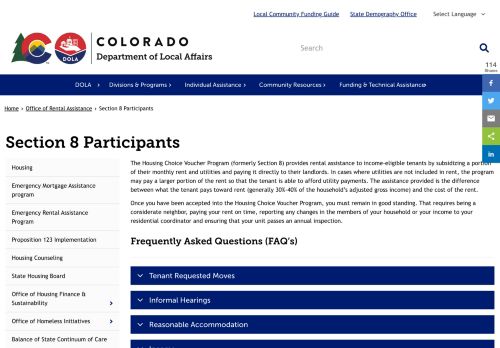 Local Community Funding Guide State Demography Office Select Language
COLORADO
Department of Local Affairs
DOLA
Search
114
Shares
DOLA Divisions & Programs Individual Assistance Community Resources Funding & Technical Assistance
Home › Office of Rental Assistance › Section 8 Participants
Section 8 Participants
Housing
Emergency Mortgage Assistance
program
Emergency Rental Assistance
Program
Proposition 123 Implementation
Housing Counseling
State Housing Board
Office of Housing Finance &
Sustainability
Office of Homeless Initiatives
Balance of State Continuum of Care
The Housing Choice Voucher Program (formerly Section 8) provides rental assistance to income-eligible tenants by subsidizing a portion
of their monthly rent and utilities and paying it directly to their landlords. In cases where utilities are not included in rent, the program
may pay a larger portion of the rent so that the tenant is able to afford utility payments. The assistance provided is the difference
between what the tenant pays toward rent (generally 30%-40% of the household's adjusted gross income) and the cost of the rent.
Once you have been accepted into the Housing Choice Voucher Program, you must remain in good standing. That requires being a
considerate neighbor, paying your rent on time, reporting any changes in the members of your household or your income to your
residential coordinator and ensuring that your unit passes an annual inspection.
Frequently Asked Questions (FAQ's)
Tenant Requested Moves
Informal Hearings
Reasonable Accommodation